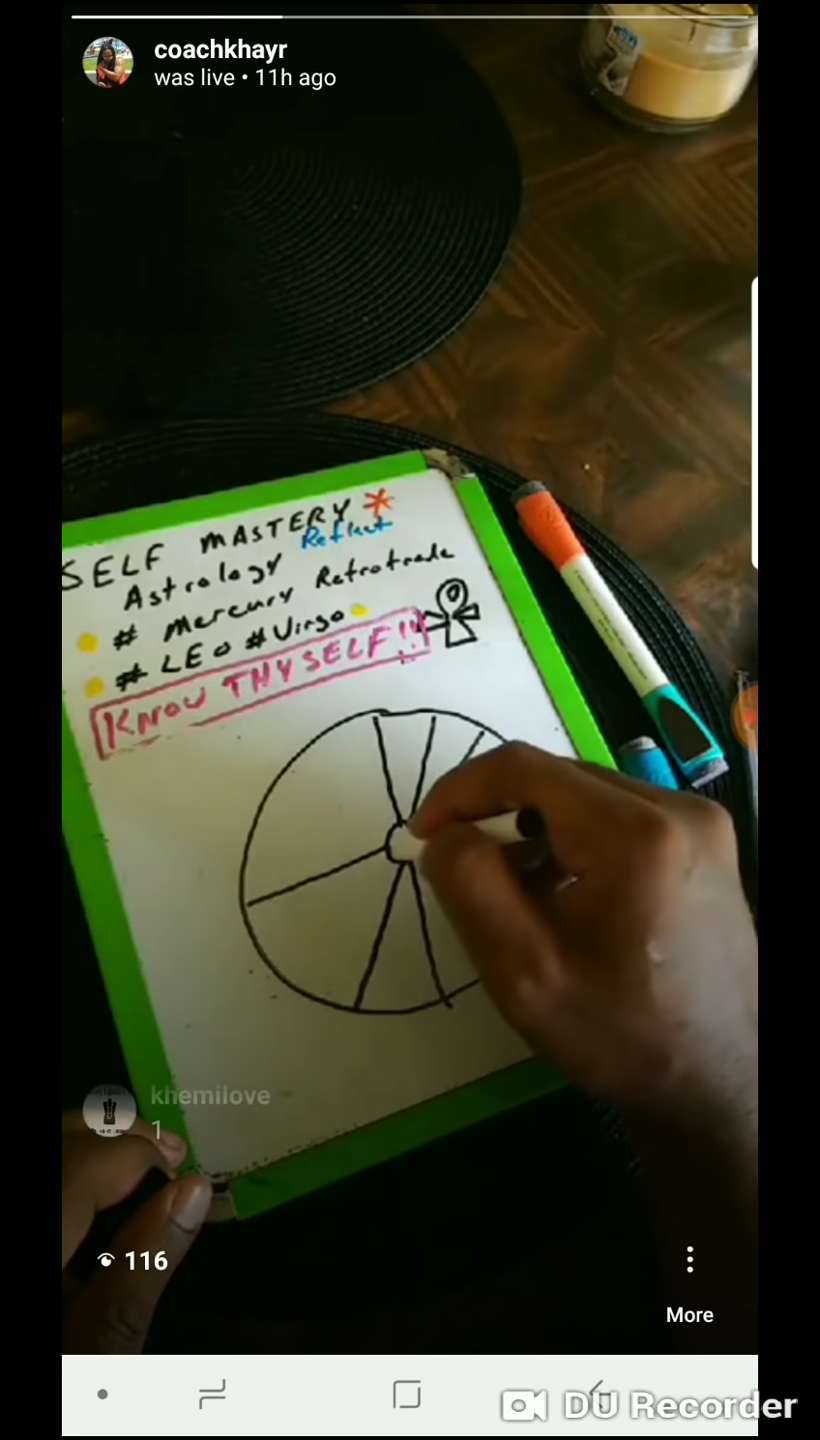 coachkhayr
was live • 11h ago
SELF MASTERY *
Reflect
Astrology
# Mercury Retrotrade
# LEO # Virgo
KNOW THYSELF!!
khemilove
1
116
More
DU Recorder